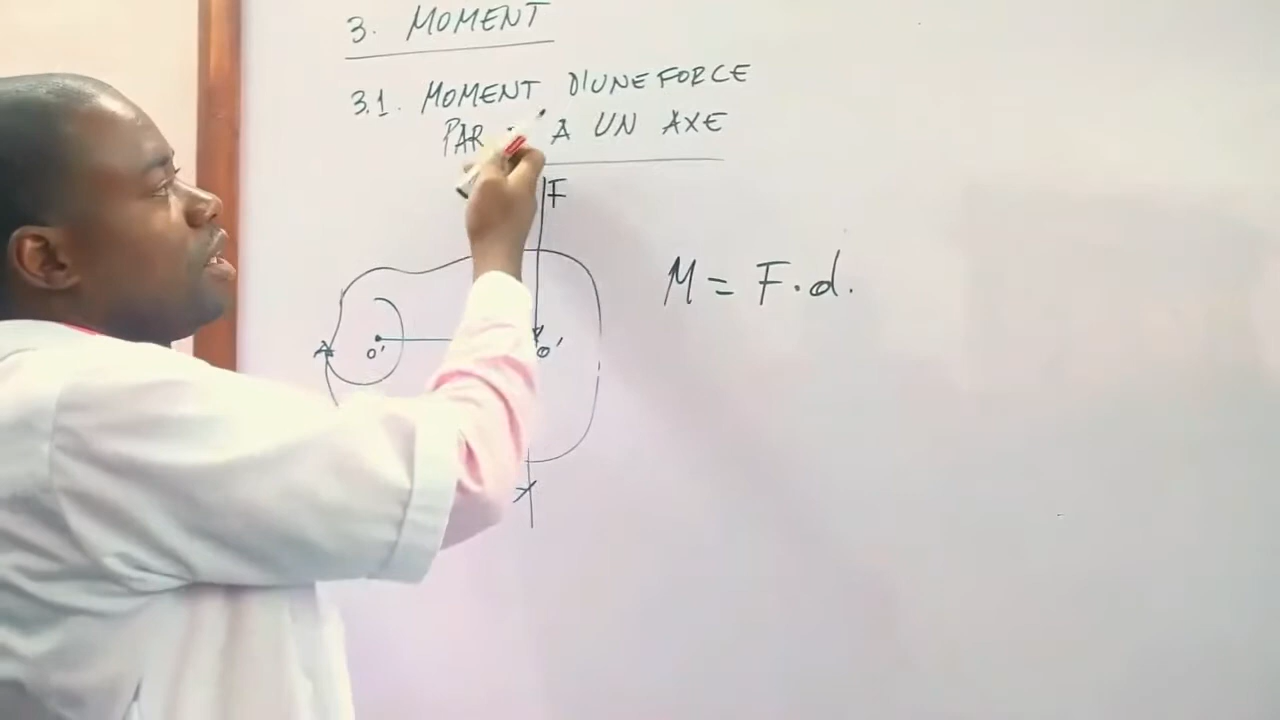 3. MOMENT
3.1. MOMENT D'UNE FORCE
PAR A UN AXE
F
M = F.d.
O'
O'